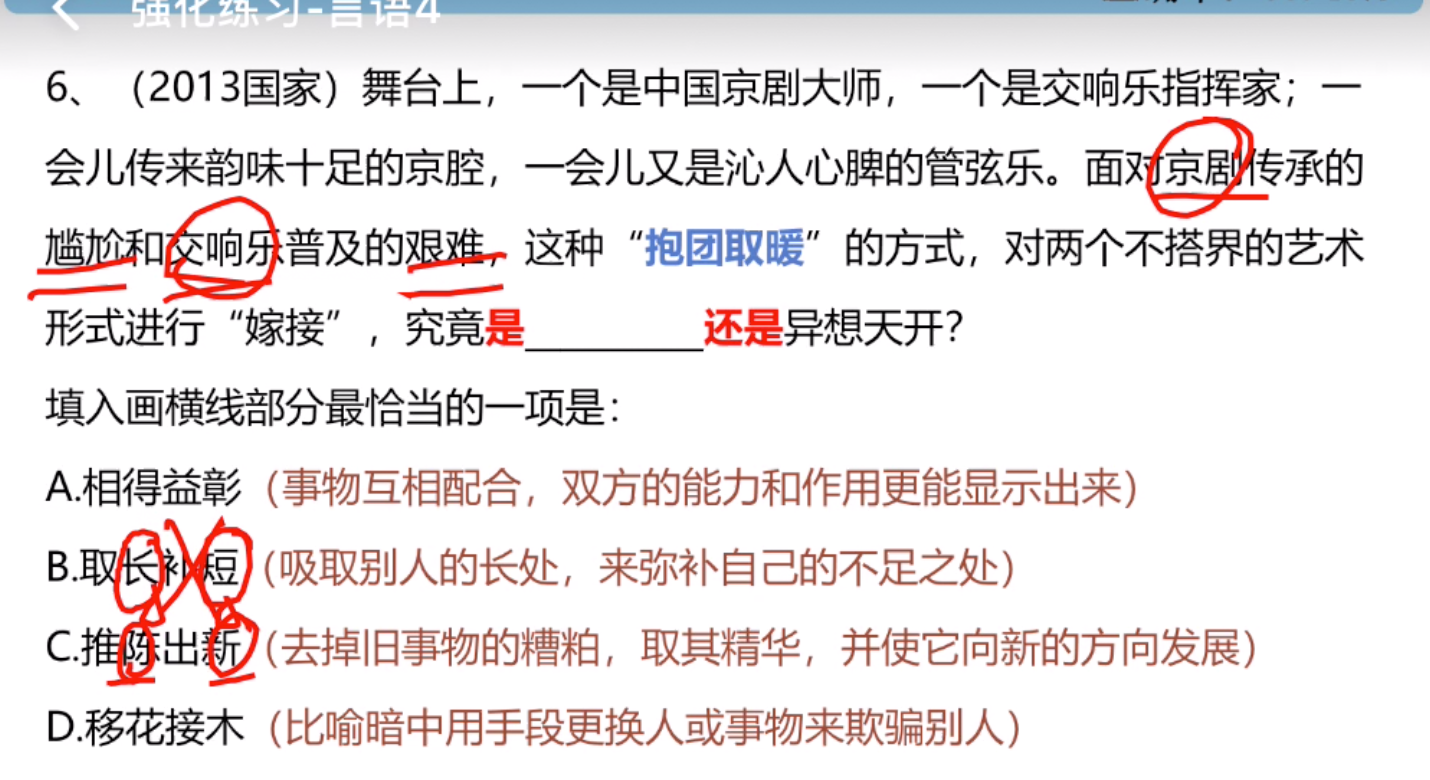 强化练习-言语4
6、（2013国家）舞台上，一个是中国京剧大师，一个是交响乐指挥家；一
会儿传来韵味十足的京腔，一会儿又是沁人心脾的管弦乐。面对京剧传承的
尴尬和交响乐普及的艰难，这种“抱团取暖”的方式，对两个不搭界的艺术
形式进行“嫁接”，究竟是_________还是异想天开？
填入画横线部分最恰当的一项是：
A.相得益彰（事物互相配合，双方的能力和作用更能显示出来）
B.取长补短（吸取别人的长处，来弥补自己的不足之处）
C.推陈出新（去掉旧事物的糟粕，取其精华，并使它向新的方向发展）
D.移花接木（比喻暗中用手段更换人或事物来欺骗别人）